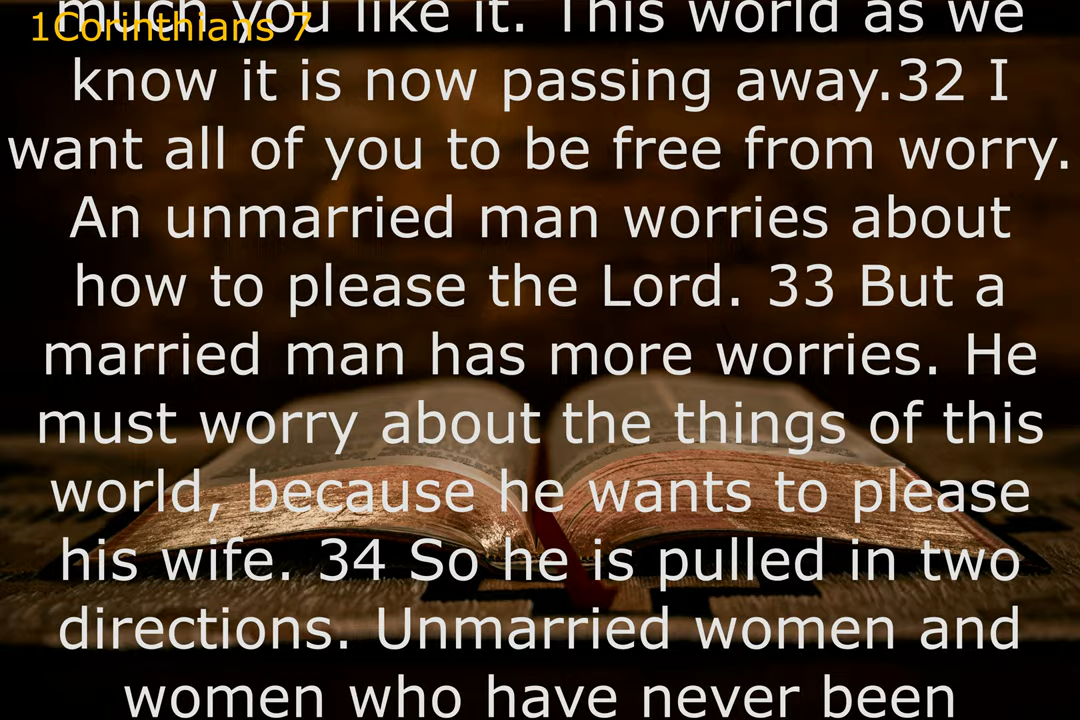 much you like it. This world as we
1Corinthians 7
know it is now passing away.32 I
want all of you to be free from worry.
An unmarried man worries about
how to please the Lord. 33 But a
married man has more worries. He
must worry about the things of this
world, because he wants to please
his wife. 34 So he is pulled in two
directions. Unmarried women and
women who have never been